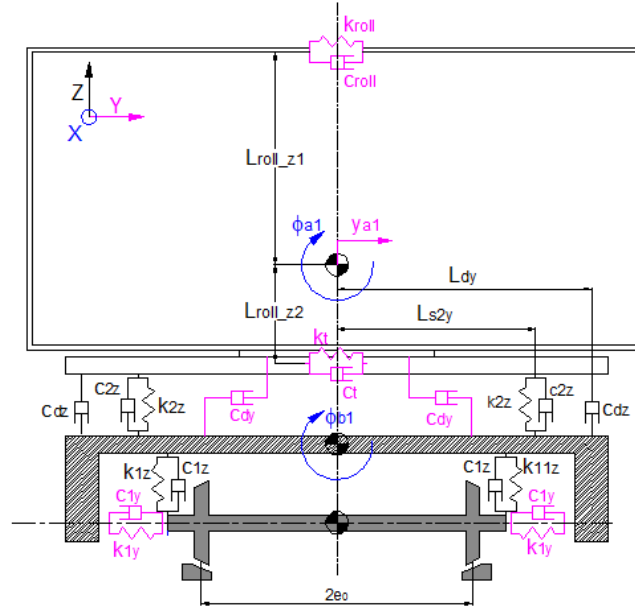 kroll
Croll
Z
Y
X
Lroll_z1
ϕa1
ya1
Ldy
Lroll_z2
Ls2y
kt
c2z
k2z
Cdz
Cdy
Ct
Cdy
k2z
c2z
Cdz
ϕb1
k1z
C1z
C1z
k11z
C1y
C1y
k1y
k1y
2e₀